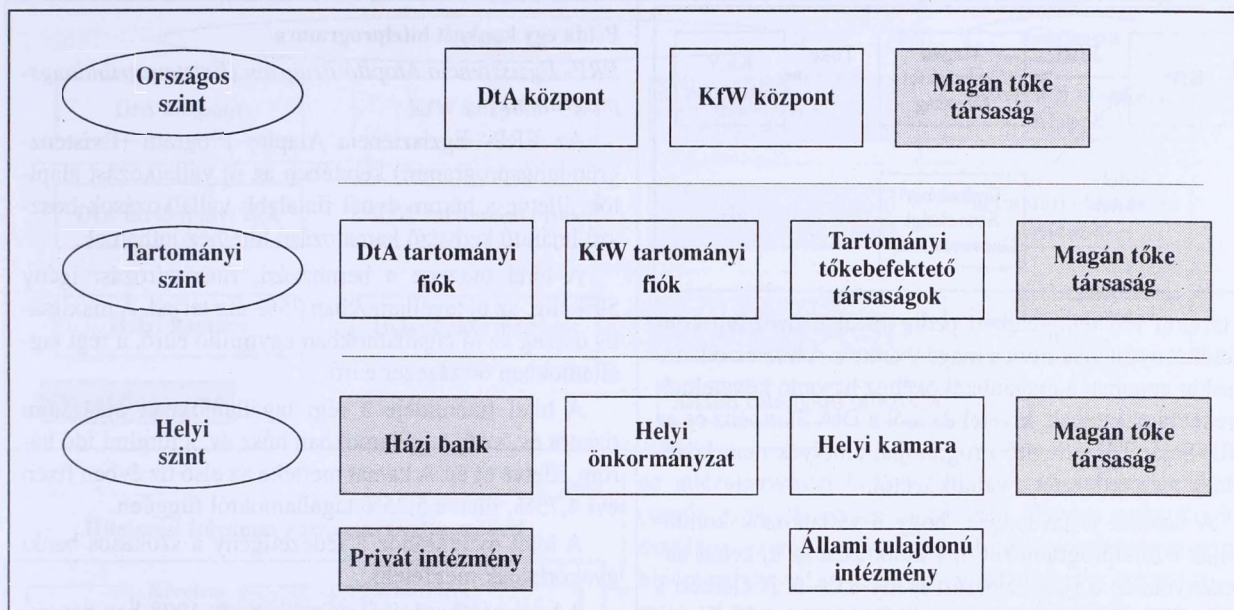 Országos
szint
DtA központ
KfW központ
Magán tőke
társaság
Tartományi
szint
DtA tartományi
fiók
KfW tartományi
fiók
Tartományi
tőkebefektető
társaságok
Magán tőke
társaság
Helyi
szint
Házi bank
Helyi
önkormányzat
Helyi kamara
Magán tőke
társaság
Privát intézmény
Állami tulajdonú
intézmény